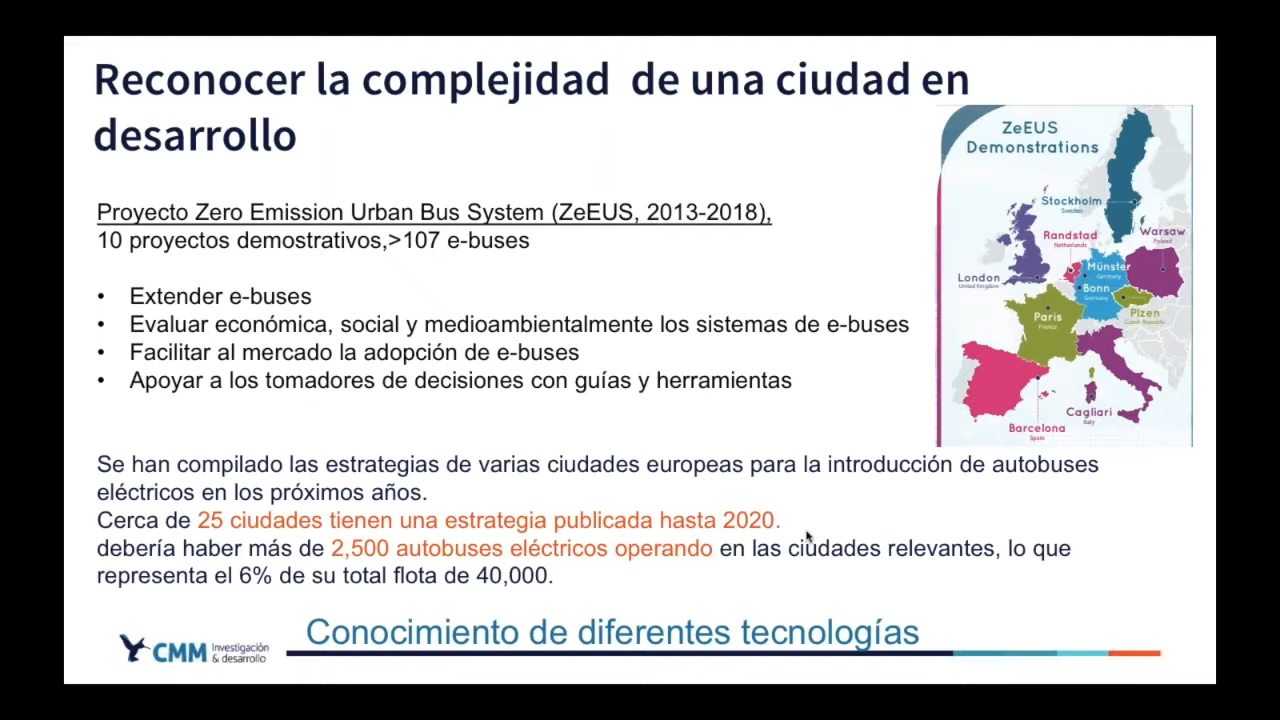 Reconocer la complejidad de una ciudad en
desarrollo
Proyecto Zero Emission Urban Bus System (ZeEUS, 2013-2018),
10 proyectos demostrativos,>107 e-buses
• Extender e-buses
• Evaluar económica, social y medioambientalmente los sistemas de e-buses
• Facilitar al mercado la adopción de e-buses
• Apoyar a los tomadores de decisiones con guías y herramientas
ZeEUS
Demonstrations
Stockholm
Sweden
Randstad
Netherlands
Warsaw
Poland
London
United Kingdom
Münster
Germany
Bonn
Germany
Paris
France
Plzen
Czech Republic
Cagliari
Italy
Barcelona
Spain
Se han compilado las estrategias de varias ciudades europeas para la introducción de autobuses
eléctricos en los próximos años.
Cerca de 25 ciudades tienen una estrategia publicada hasta 2020.
debería haber más de 2,500 autobuses eléctricos operando en las ciudades relevantes, lo que
representa el 6% de su total flota de 40,000.
Conocimiento de diferentes tecnologías
CMM Investigación
& desarrollo